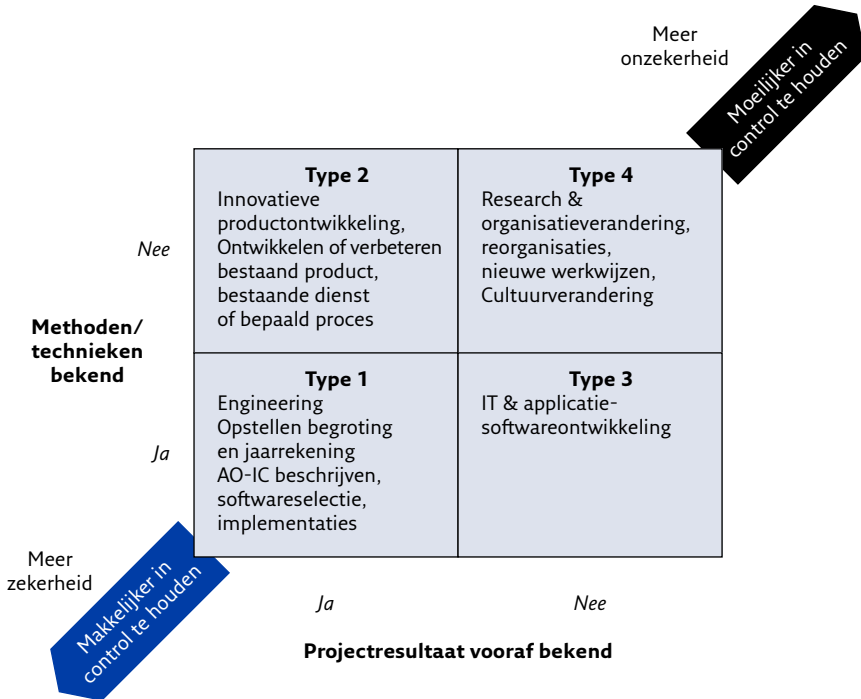 Meer
onzekerheid
Moeilijker in
control te houden
Type 2
Innovatieve
productontwikkeling,
Ontwikkelen of verbeteren
bestaand product,
bestaande dienst
of bepaald proces
Type 4
Research &
organisatieverandering,
reorganisaties,
nieuwe werkwijzen,
Cultuurverandering
Nee
Methoden/
technieken
bekend
Type 1
Engineering
Opstellen begroting
en jaarrekening
AO-IC beschrijven,
softwareselectie,
implementaties
Type 3
IT & applicatie-
softwareontwikkeling
Ja
Meer
zekerheid
Makkelijker in
control te houden
Ja
Nee
Projectresultaat vooraf bekend